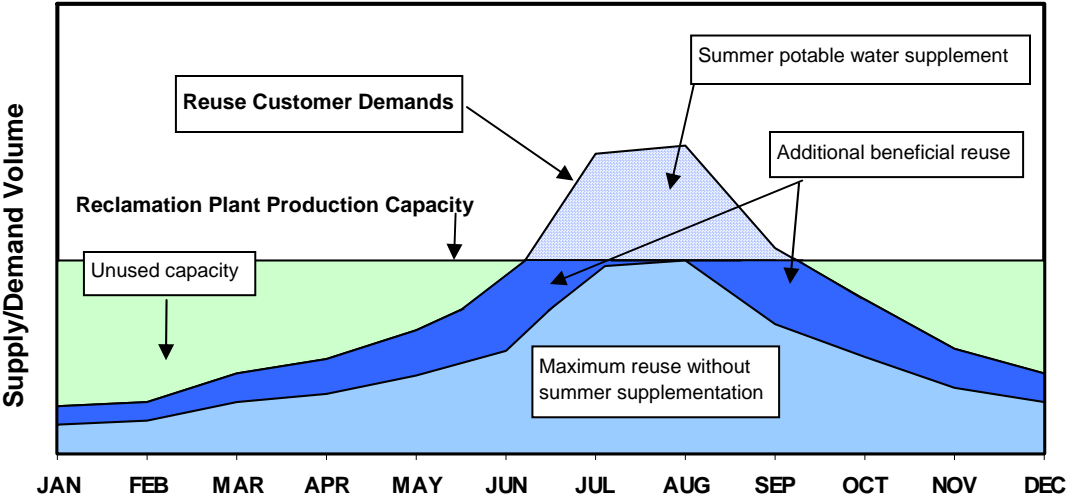 Summer potable water supplement
Reuse Customer Demands
Additional beneficial reuse
Reclamation Plant Production Capacity
Unused capacity
Maximum reuse without
summer supplementation
Supply/Demand Volume
JAN FEB MAR APR MAY JUN JUL AUG SEP OCT NOV DEC